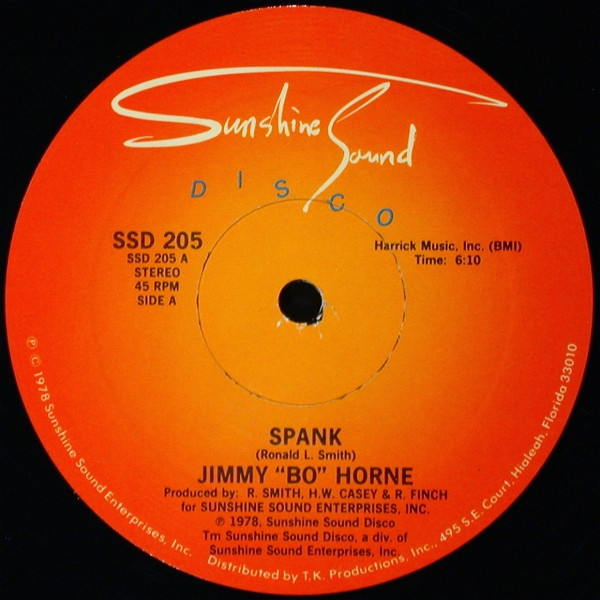 Sunshine Sound
DISCO
SSD 205
SSD 205 A
STEREO
45 RPM
SIDE A
Harrick Music, Inc. (BMI)
Time: 6:10
SPANK
(Ronald L. Smith)
JIMMY "BO" HORNE
Produced by: R. SMITH, H.W. CASEY & R. FINCH
for SUNSHINE SOUND ENTERPRISES, INC.
℗ 1978, Sunshine Sound Disco
Tm Sunshine Sound Disco, a div. of
Sunshine Sound Enterprises, Inc.
℗ © 1978 Sunshine Sound Enterprises, Inc. Distributed by T.K. Productions, Inc., 495 S.E. Court, Hialeah, Florida 33010